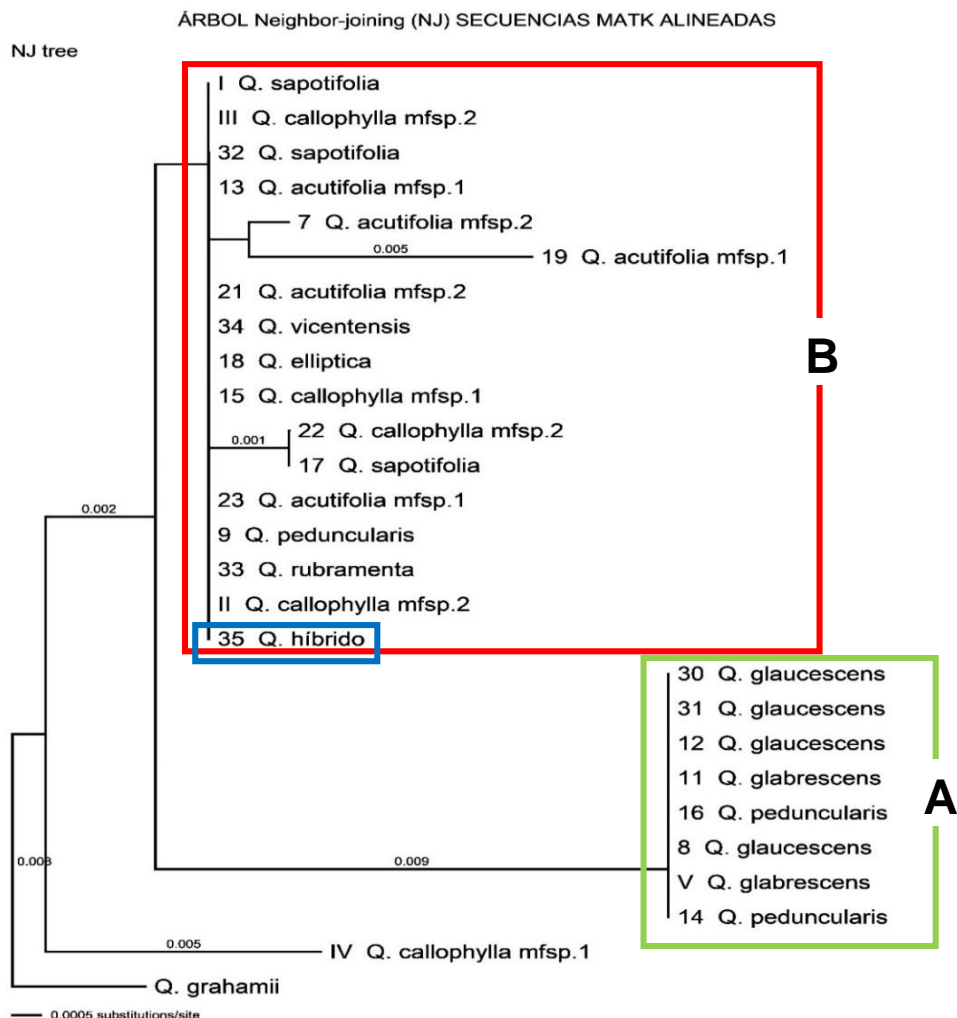 ÁRBOL Neighbor-joining (NJ) SECUENCIAS MATK ALINEADAS
NJ tree
I Q. sapotifolia
III Q. callophylla mfsp.2
32 Q. sapotifolia
13 Q. acutifolia mfsp.1
7 Q. acutifolia mfsp.2
0.005
19 Q. acutifolia mfsp.1
21 Q. acutifolia mfsp.2
34 Q. vicentensis
B
18 Q. elliptica
15 Q. callophylla mfsp.1
22 Q. callophylla mfsp.2
0.001
17 Q. sapotifolia
23 Q. acutifolia mfsp.1
0.002
9 Q. peduncularis
33 Q. rubramenta
II Q. callophylla mfsp.2
35 Q. híbrido
30 Q. glaucescens
31 Q. glaucescens
12 Q. glaucescens
11 Q. glabrescens
A
16 Q. peduncularis
8 Q. glaucescens
0.003
0.009
V Q. glabrescens
14 Q. peduncularis
0.005
IV Q. callophylla mfsp.1
Q. grahamii
0.0005 substitutions/site